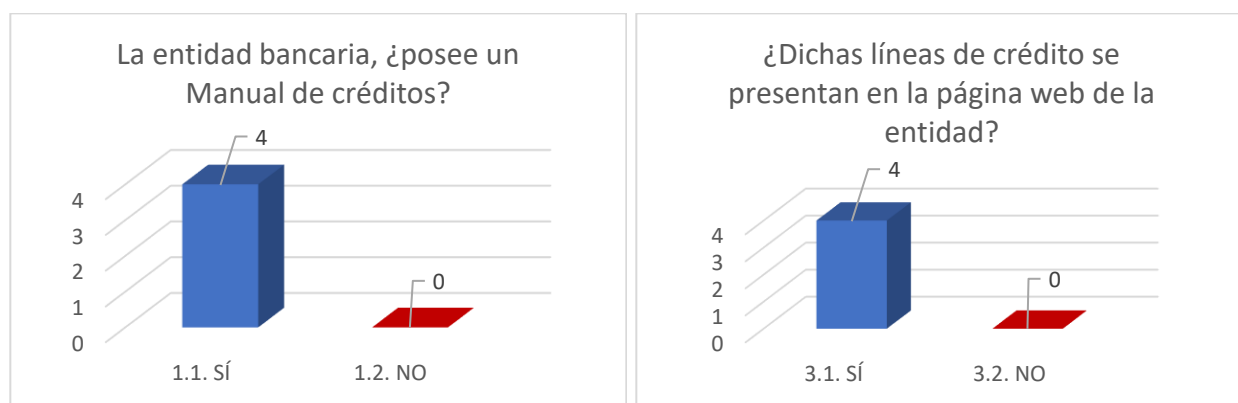 La entidad bancaria, ¿posee un
Manual de créditos?
4
4
3
2
1
0
0
1.1. SÍ
1.2. NO
¿Dichas líneas de crédito se
presentan en la página web de la
entidad?
4
4
3
2
1
0
0
3.1. SÍ
3.2. NO